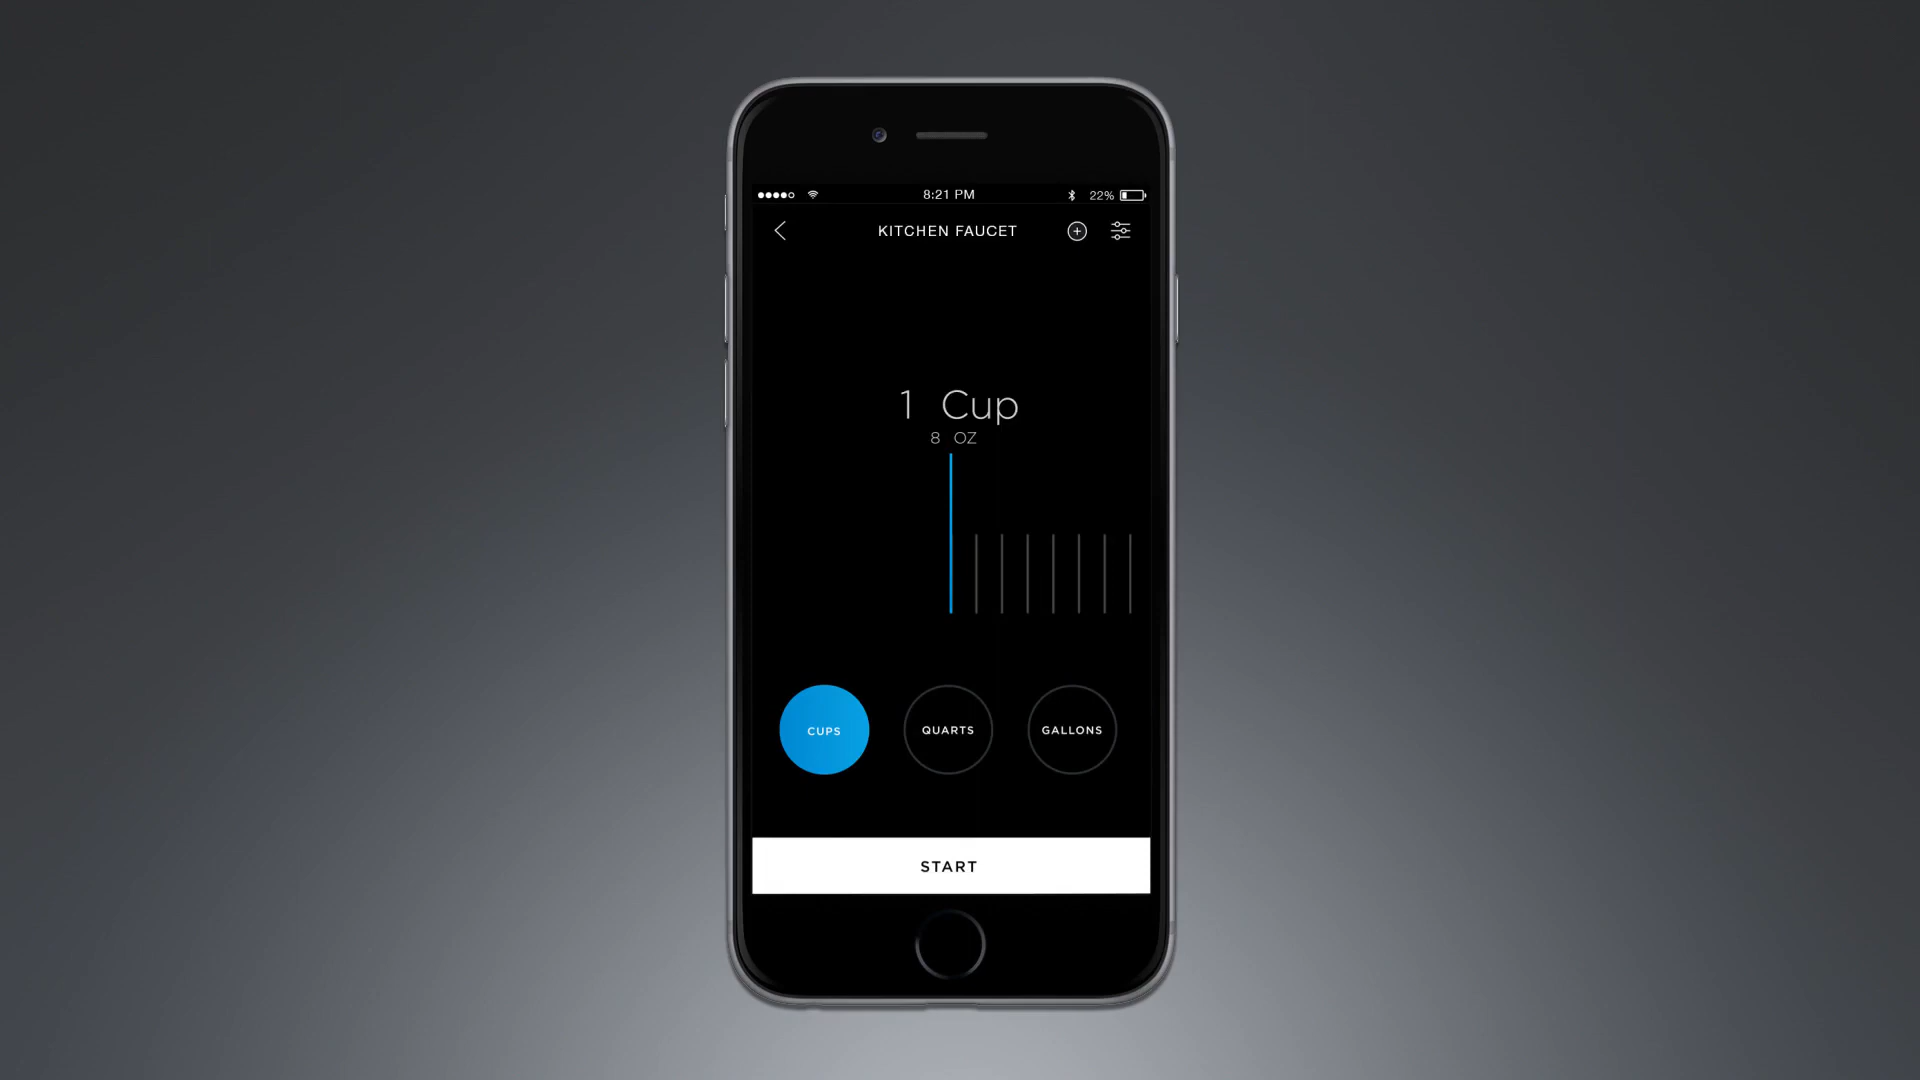 8:21 PM 22%
KITCHEN FAUCET
1 Cup
8 OZ
CUPS QUARTS GALLONS
START